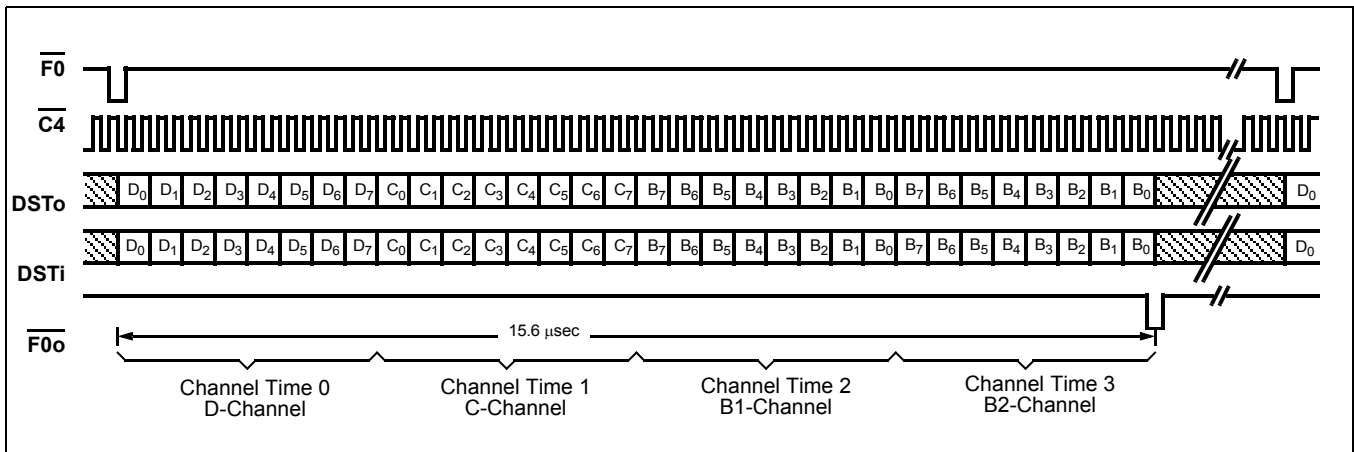 F0
C4
DSTo
D0 D1 D2 D3 D4 D5 D6 D7 C0 C1 C2 C3 C4 C5 C6 C7 B7 B6 B5 B4 B3 B2 B1 B0 B7 B6 B5 B4 B3 B2 B1 B0 D0
DSTi
D0 D1 D2 D3 D4 D5 D6 D7 C0 C1 C2 C3 C4 C5 C6 C7 B7 B6 B5 B4 B3 B2 B1 B0 B7 B6 B5 B4 B3 B2 B1 B0 D0
F0o
15.6 μsec
Channel Time 0
D-Channel
Channel Time 1
C-Channel
Channel Time 2
B1-Channel
Channel Time 3
B2-Channel